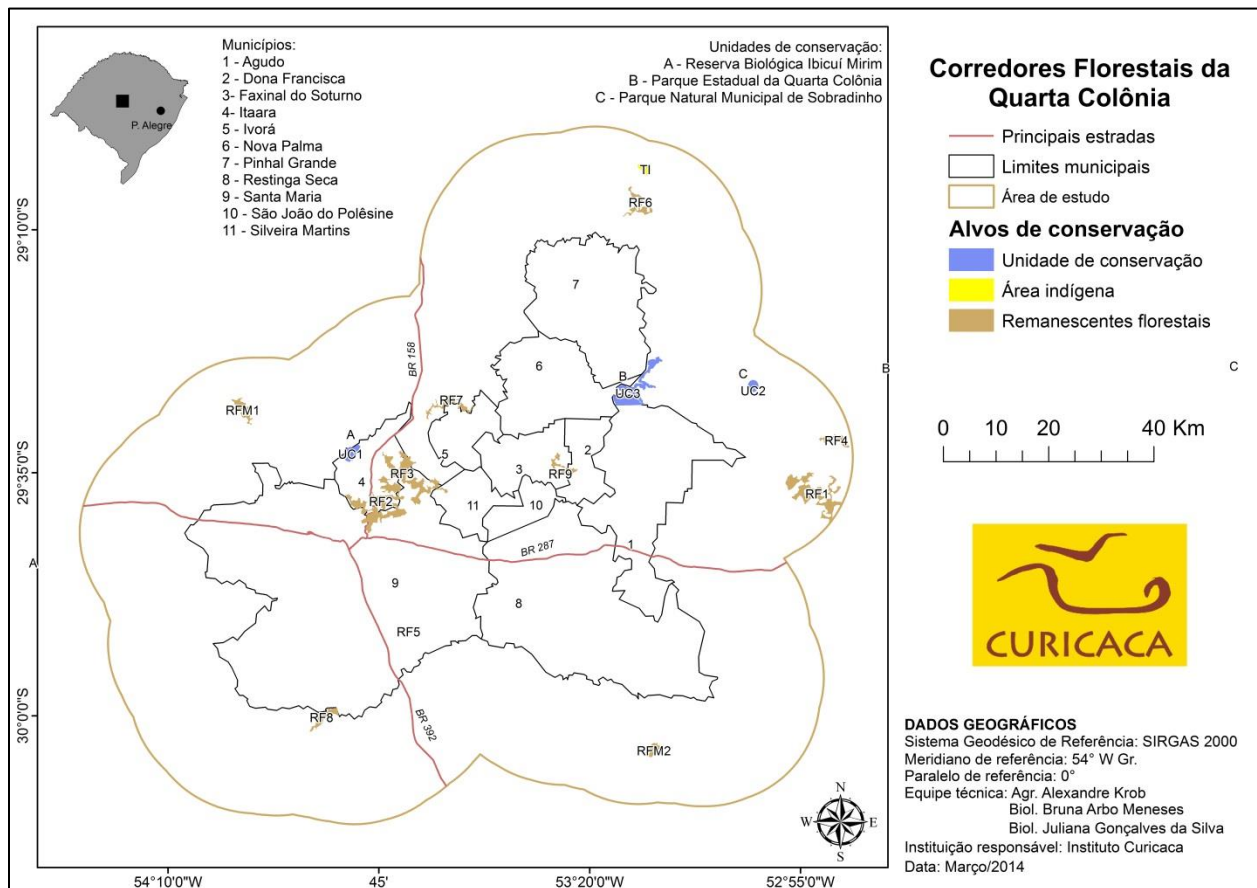 Municípios:
1 - Agudo
2 - Dona Francisca
3- Faxinal do Soturno
4- Itaara
5 - Ivorá
6 - Nova Palma
7 - Pinhal Grande
8 - Restinga Seca
9 - Santa Maria
10 - São João do Polêsine
11 - Silveira Martins
Unidades de conservação:
A - Reserva Biológica Ibicuí Mirim
B - Parque Estadual da Quarta Colônia
C - Parque Natural Municipal de Sobradinho
P. Alegre
TI
RF6
7
BR 158
6
B
UC3
C
UC2
RFM1
RF7
A
UC1
5
2
RF4
RF3
3
RF9
4
RF2
11
10
RF1
BR 287
1
9
8
RF5
RF8
BR 392
RFM2
N
W
E
S
A
B
C
29°10'0"S
29°35'0"S
30°0'0"S
54°10'0"W
45'
53°20'0"W
52°55'0"W
Corredores Florestais da
Quarta Colônia
Principais estradas
Limites municipais
Área de estudo
Alvos de conservação
Unidade de conservação
Área indígena
Remanescentes florestais
0 10 20 40 Km
CURICACA
DADOS GEOGRÁFICOS
Sistema Geodésico de Referência: SIRGAS 2000
Meridiano de referência: 54° W Gr.
Paralelo de referência: 0°
Equipe técnica: Agr. Alexandre Krob
Biol. Bruna Arbo Meneses
Biol. Juliana Gonçalves da Silva
Instituição responsável: Instituto Curicaca
Data: Março/2014